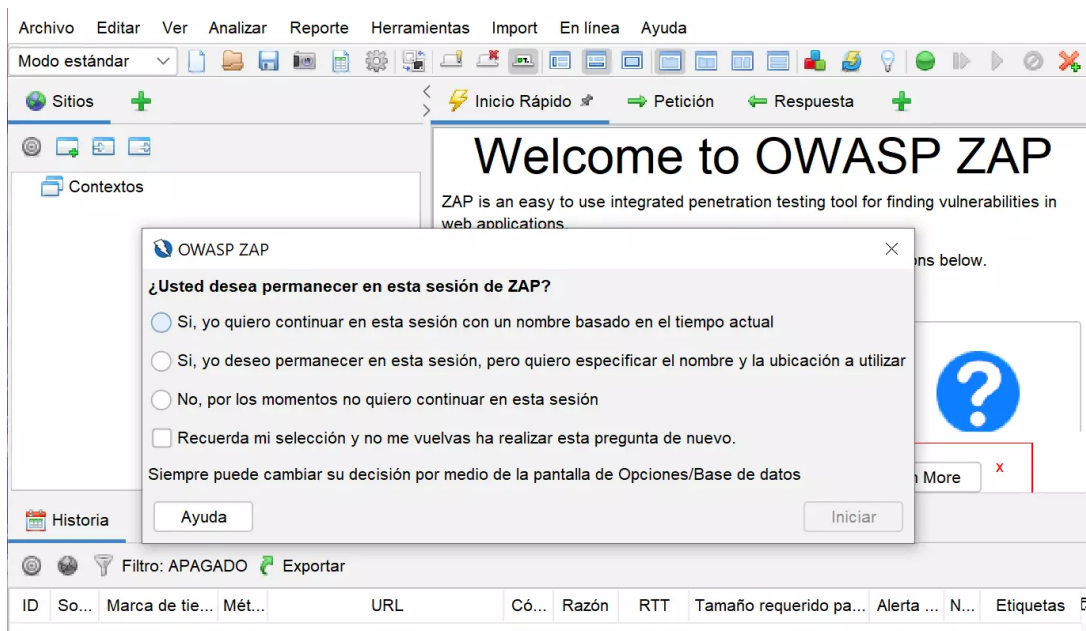 Archivo Editar Ver Analizar Reporte Herramientas Import En línea Ayuda
Modo estándar
Sitios
Inicio Rápido Petición Respuesta
Welcome to OWASP ZAP
Contextos
ZAP is an easy to use integrated penetration testing tool for finding vulnerabilities in
web applications.
below.
OWASP ZAP
¿Usted desea permanecer en esta sesión de ZAP?
Si, yo quiero continuar en esta sesión con un nombre basado en el tiempo actual
Si, yo deseo permanecer en esta sesión, pero quiero especificar el nombre y la ubicación a utilizar
No, por los momentos no quiero continuar en esta sesión
Recuerda mi selección y no me vuelvas ha realizar esta pregunta de nuevo.
Siempre puede cambiar su decisión por medio de la pantalla de Opciones/Base de datos
More x
Ayuda Iniciar
Historia
Filtro: APAGADO Exportar
ID So... Marca de tie... Mét... URL Có... Razón RTT Tamaño requerido pa... Alerta ... N... Etiquetas